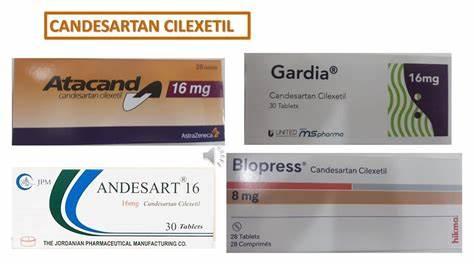 CANDESARTAN CILEXETIL
28 tablets
Atacand
16 mg
candesartan cilexetil
AstraZeneca
Gardia®
16mg
Candesartan Cilexetil
30 Tablets
UNITED
mspharma
JPM
ANDESART® 16
16mg Candesartan Cilexetil
30 Tablets
THE JORDANIAN PHARMACEUTICAL MANUFACTURING CO.
Blopress® Candesartan Cilexetil
8 mg
28 Tablets
28 Comprimés
hikma